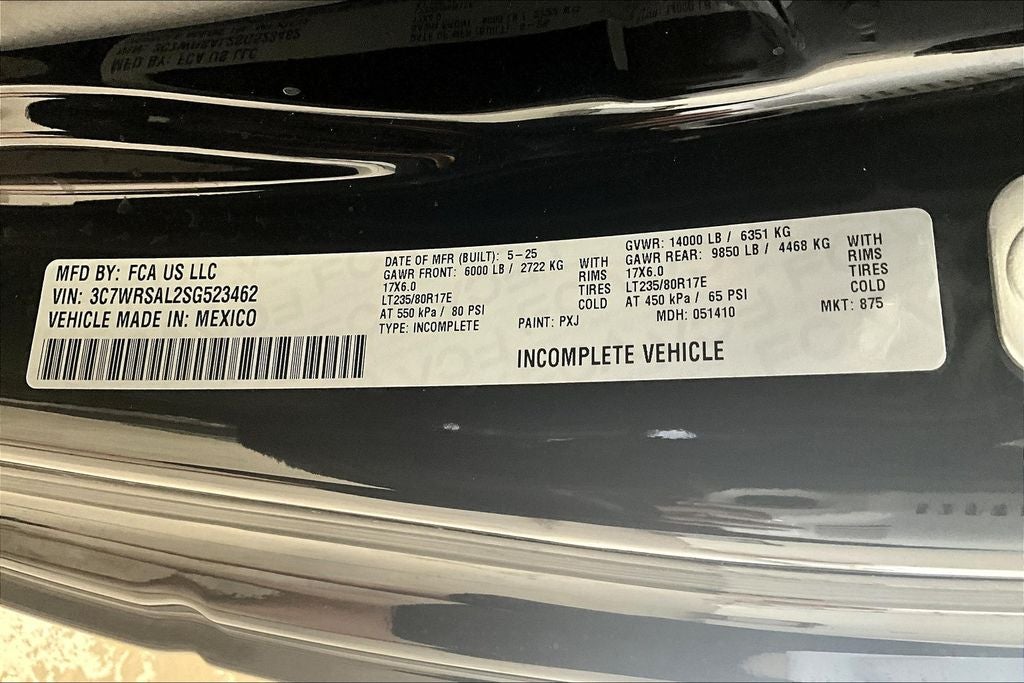 MFD BY: FCA US LLC
VIN: 3C7WRSAL2SG523462
VEHICLE MADE IN: MEXICO
DATE OF MFR (BUILT): 5-25
GAWR FRONT: 6000 LB / 2722 KG WITH
17X6.0 RIMS
LT235/80R17E TIRES
AT 550 kPa / 80 PSI COLD
TYPE: INCOMPLETE
PAINT: PXJ
GVWR: 14000 LB / 6351 KG
GAWR REAR: 9850 LB / 4468 KG WITH
17X6.0 RIMS
LT235/80R17E TIRES
AT 450 kPa / 65 PSI COLD
MDH: 051410
MKT: 875
INCOMPLETE VEHICLE